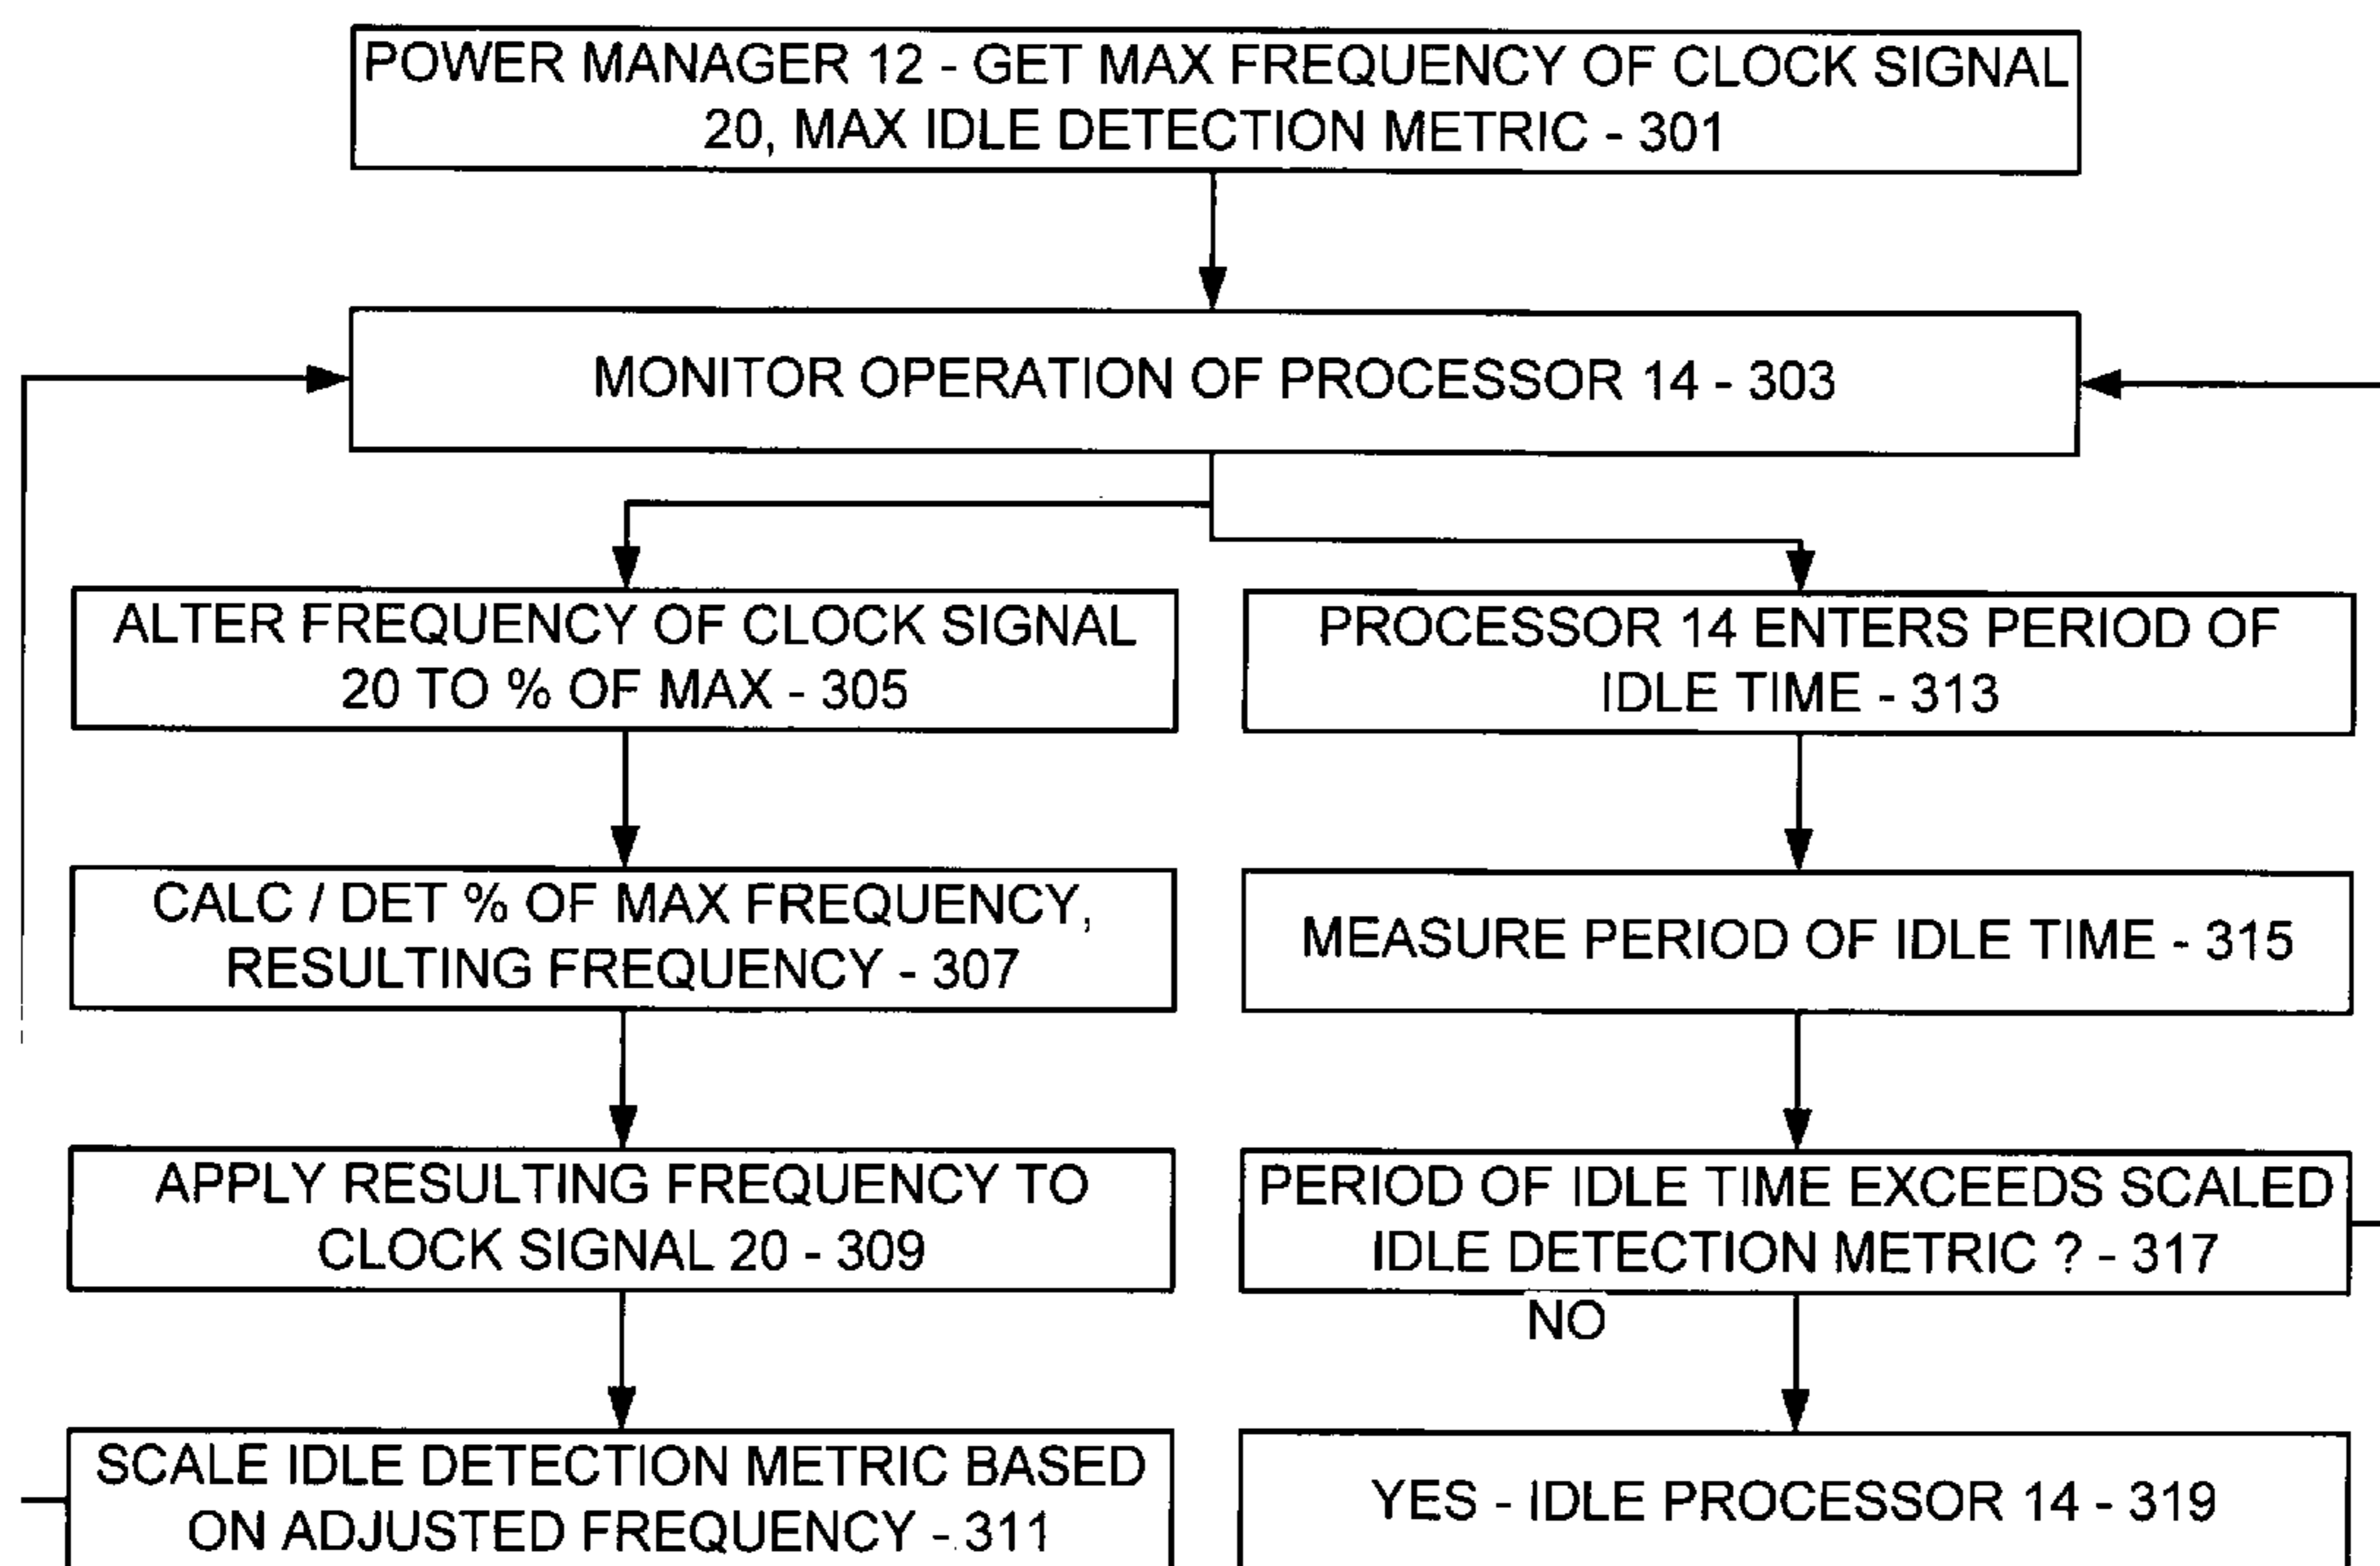 POWER MANAGER 12 - GET MAX FREQUENCY OF CLOCK SIGNAL
20, MAX IDLE DETECTION METRIC - 301
MONITOR OPERATION OF PROCESSOR 14 - 303
ALTER FREQUENCY OF CLOCK SIGNAL
20 TO % OF MAX - 305
CALC / DET % OF MAX FREQUENCY,
RESULTING FREQUENCY - 307
APPLY RESULTING FREQUENCY TO
CLOCK SIGNAL 20 - 309
SCALE IDLE DETECTION METRIC BASED
ON ADJUSTED FREQUENCY - 311
PROCESSOR 14 ENTERS PERIOD OF
IDLE TIME - 313
MEASURE PERIOD OF IDLE TIME - 315
PERIOD OF IDLE TIME EXCEEDS SCALED
IDLE DETECTION METRIC ? - 317
NO
YES - IDLE PROCESSOR 14 - 319